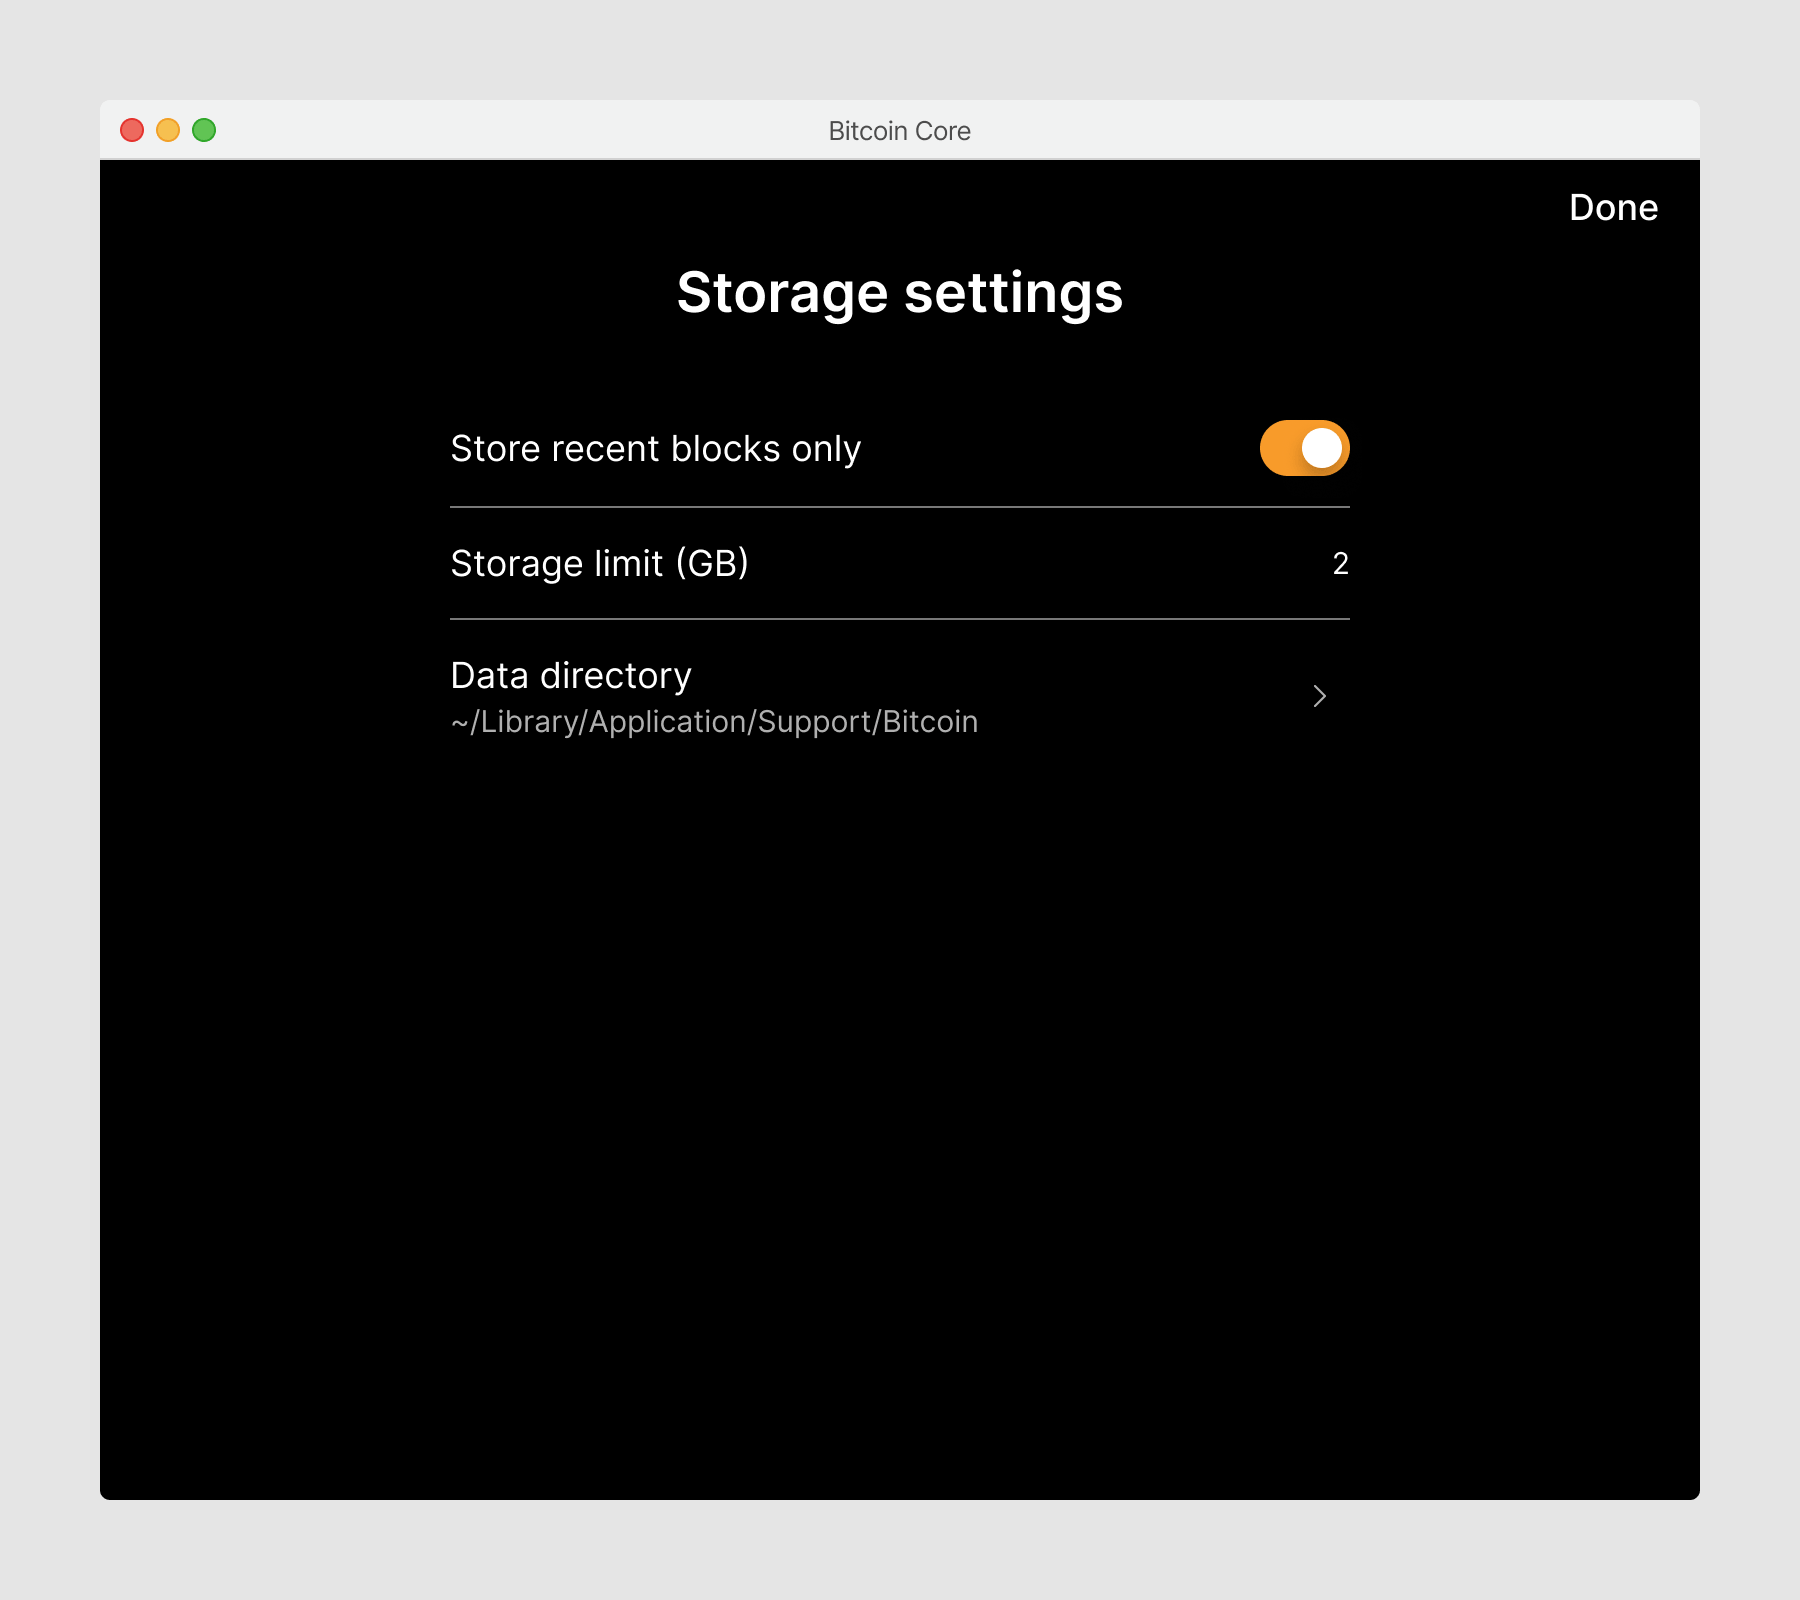 Bitcoin Core
Done
Storage settings
Store recent blocks only
Storage limit (GB) 2
Data directory
~/Library/Application/Support/Bitcoin